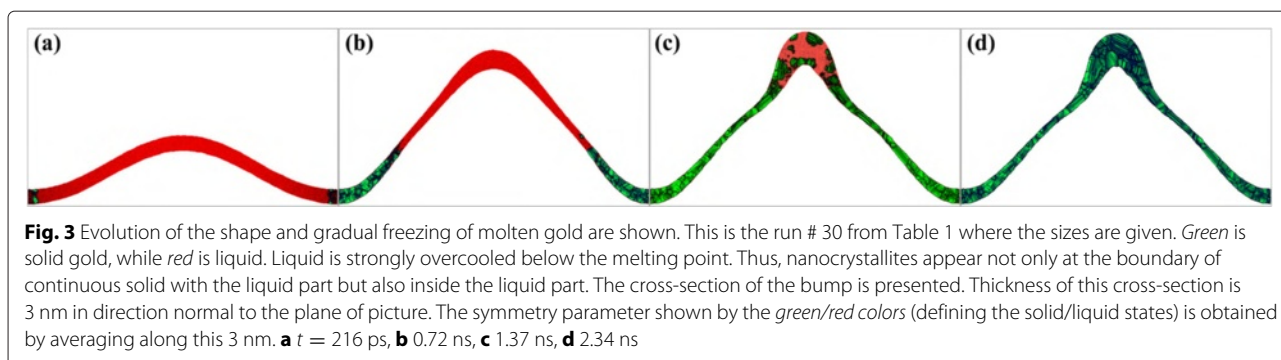 (a) (b) (c) (d)
Fig. 3 Evolution of the shape and gradual freezing of molten gold are shown. This is the run # 30 from Table 1 where the sizes are given. Green is
solid gold, while red is liquid. Liquid is strongly overcooled below the melting point. Thus, nanocrystallites appear not only at the boundary of
continuous solid with the liquid part but also inside the liquid part. The cross-section of the bump is presented. Thickness of this cross-section is
3 nm in direction normal to the plane of picture. The symmetry parameter shown by the green/red colors (defining the solid/liquid states) is obtained
by averaging along this 3 nm. a t = 216 ps, b 0.72 ns, c 1.37 ns, d 2.34 ns